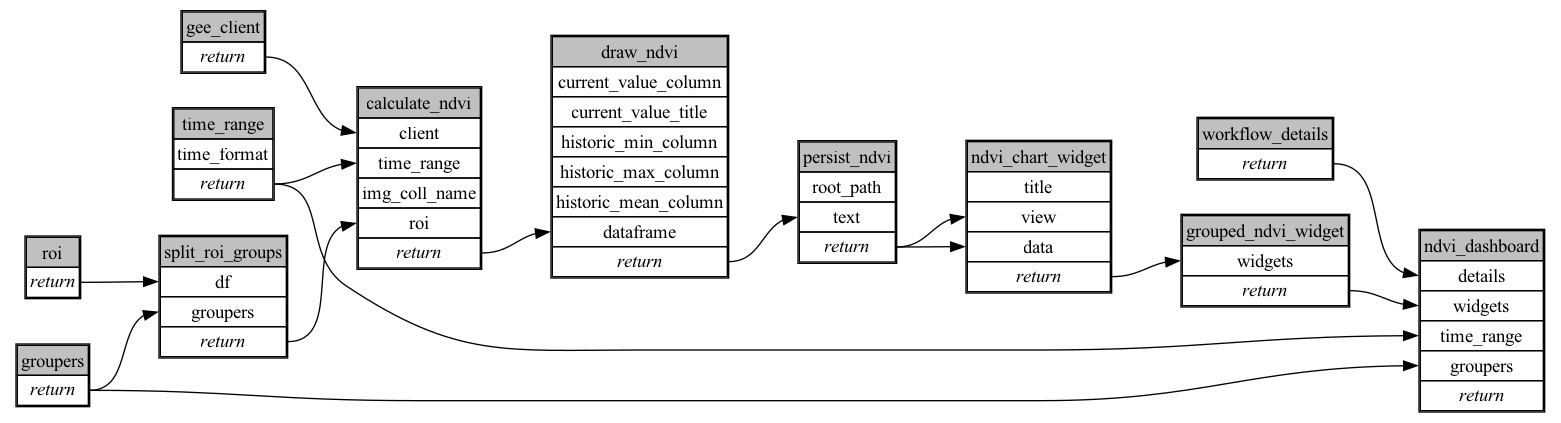 gee_client
return
time_range
time_format
return
roi
return
groupers
return
split_roi_groups
df
groupers
return
calculate_ndvi
client
time_range
img_coll_name
roi
return
draw_ndvi
current_value_column
current_value_title
historic_min_column
historic_max_column
historic_mean_column
dataframe
return
persist_ndvi
root_path
text
return
ndvi_chart_widget
title
view
data
return
workflow_details
return
grouped_ndvi_widget
widgets
return
ndvi_dashboard
details
widgets
time_range
groupers
return